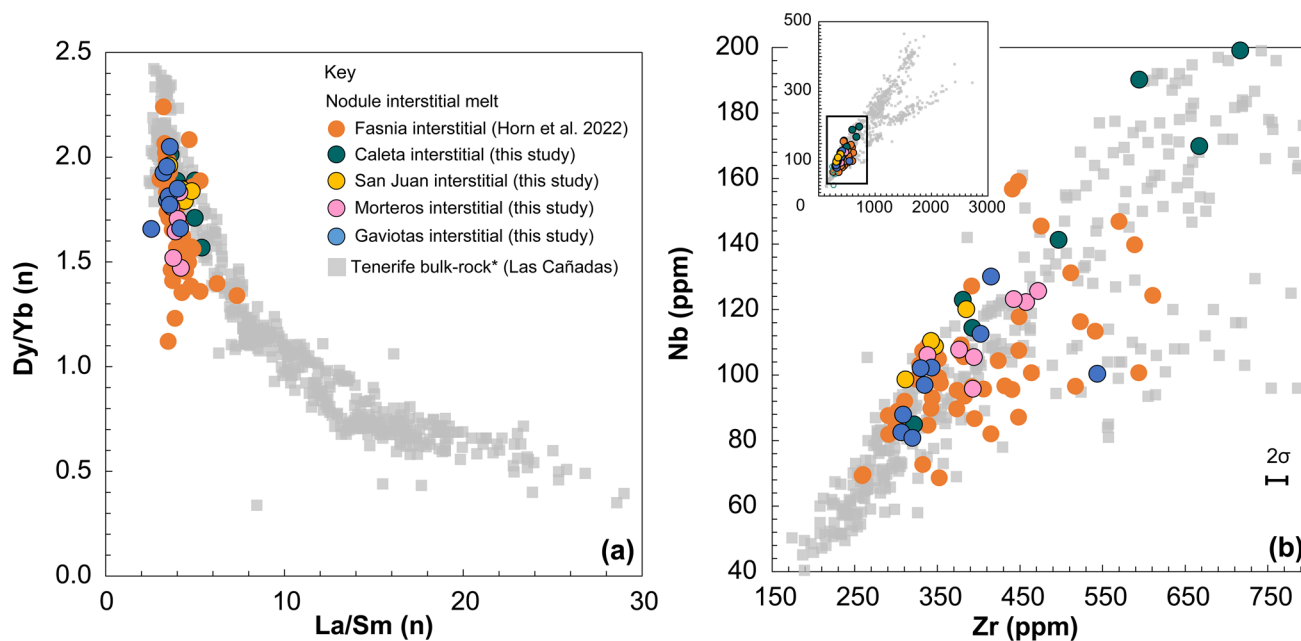 2.5
2.0
1.5
1.0
0.5
0.0
Dy/Yb (n)
0
10
20
30
La/Sm (n)
Key
Nodule interstitial melt
Fasnia interstitial (Horn et al. 2022)
Caleta interstitial (this study)
San Juan interstitial (this study)
Morteros interstitial (this study)
Gaviotas interstitial (this study)
Tenerife bulk-rock* (Las Cañadas)
(a)
200
180
160
140
120
100
80
60
40
Nb (ppm)
150
250
350
450
550
650
750
Zr (ppm)
500
300
100
0
1000
2000
3000
2σ
(b)